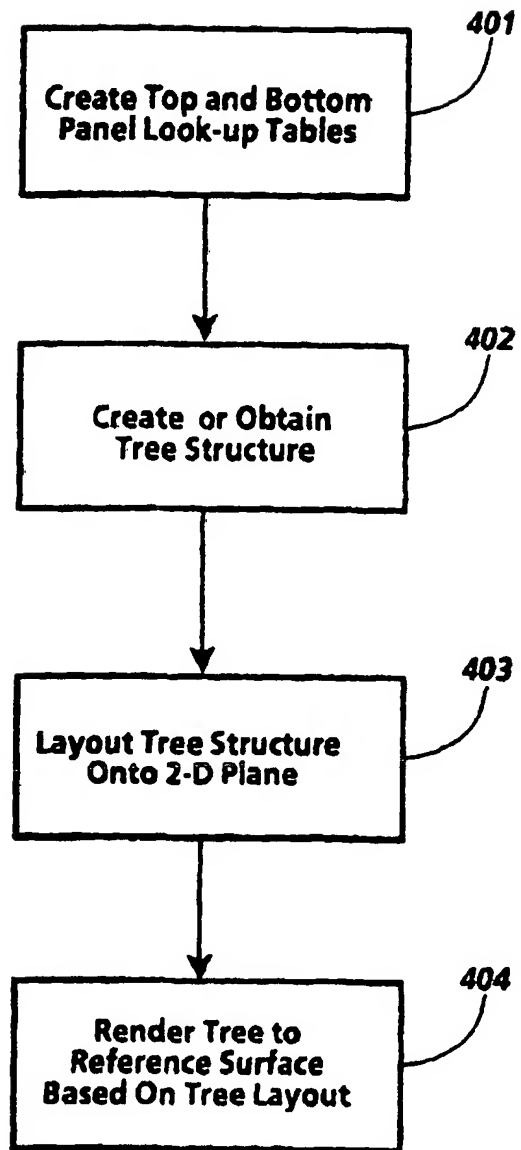 401
Create Top and Bottom
Panel Look-up Tables
402
Create or Obtain
Tree Structure
403
Layout Tree Structure
Onto 2-D Plane
404
Render Tree to
Reference Surface
Based On Tree Layout